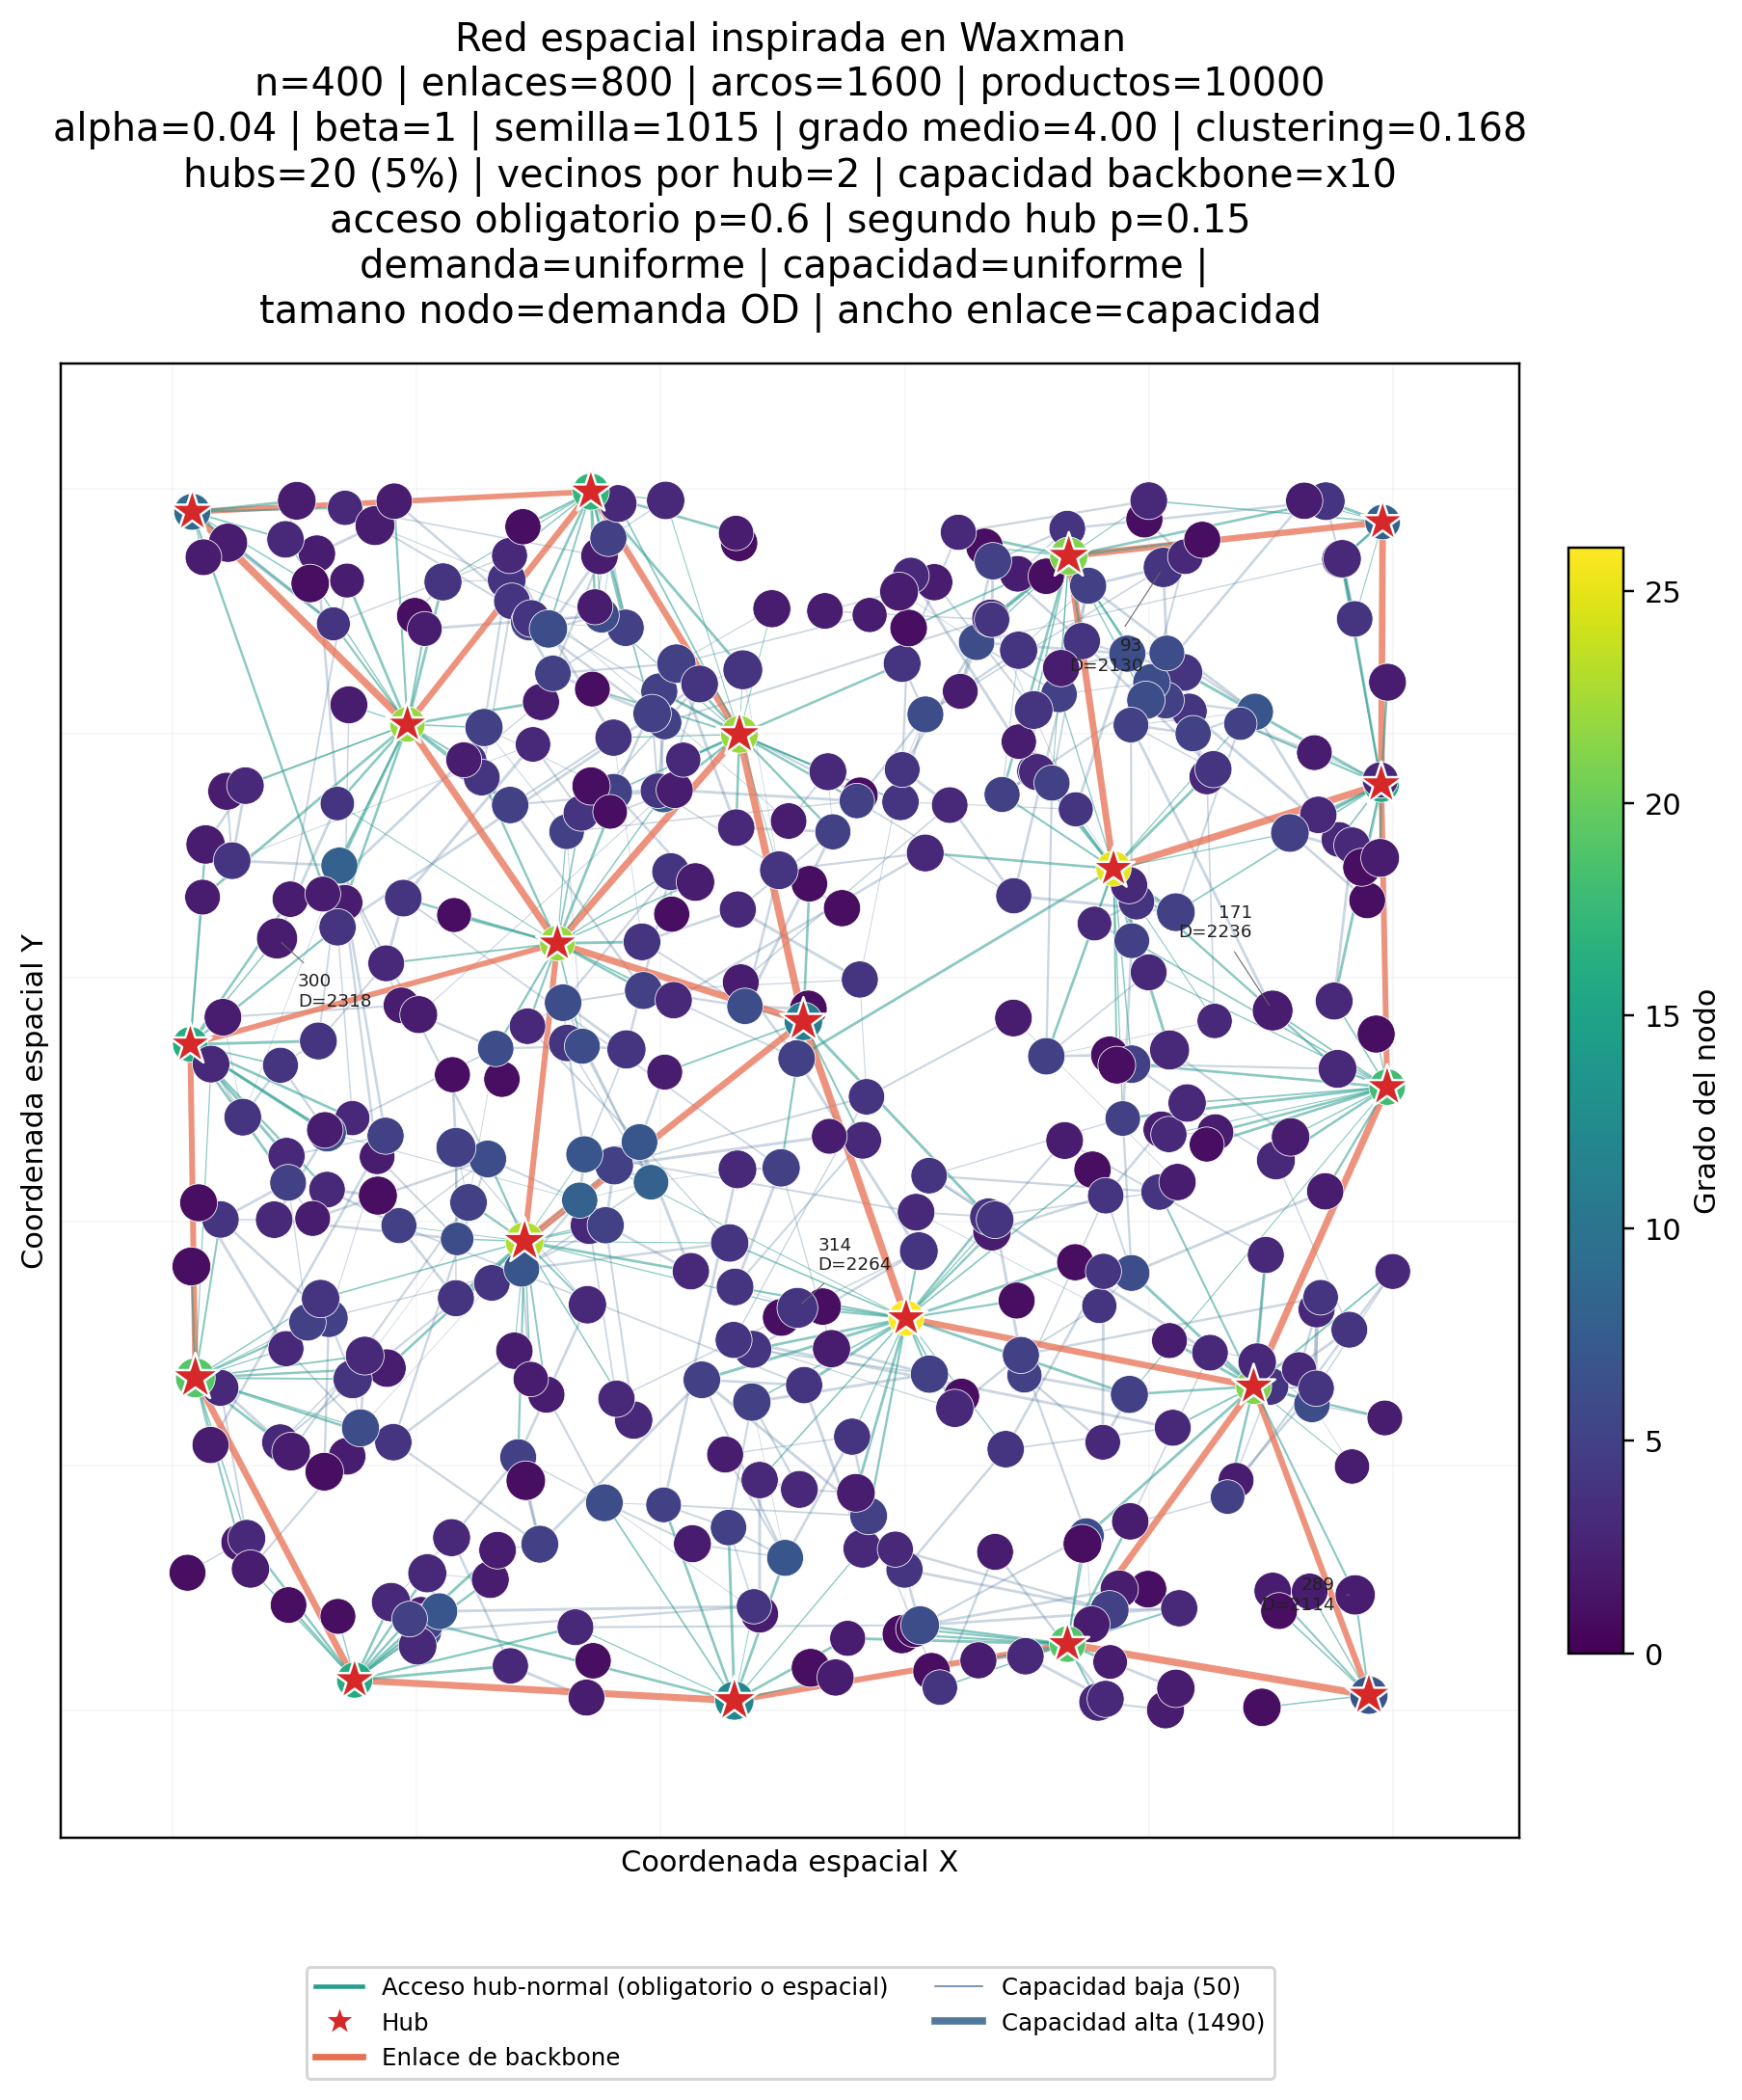 Red espacial inspirada en Waxman
n=400 | enlaces=800 | arcos=1600 | productos=10000
alpha=0.04 | beta=1 | semilla=1015 | grado medio=4.00 | clustering=0.168
hubs=20 (5%) | vecinos por hub=2 | capacidad backbone=x10
acceso obligatorio p=0.6 | segundo hub p=0.15
demanda=uniforme | capacidad=uniforme |
tamano nodo=demanda OD | ancho enlace=capacidad
93
D=2130
171
D=2236
300
D=2318
314
D=2264
289
D=2114
Coordenada espacial Y
Coordenada espacial X
25
20
15
10
5
0
Grado del nodo
Acceso hub-normal (obligatorio o espacial)
Hub
Enlace de backbone
Capacidad baja (50)
Capacidad alta (1490)